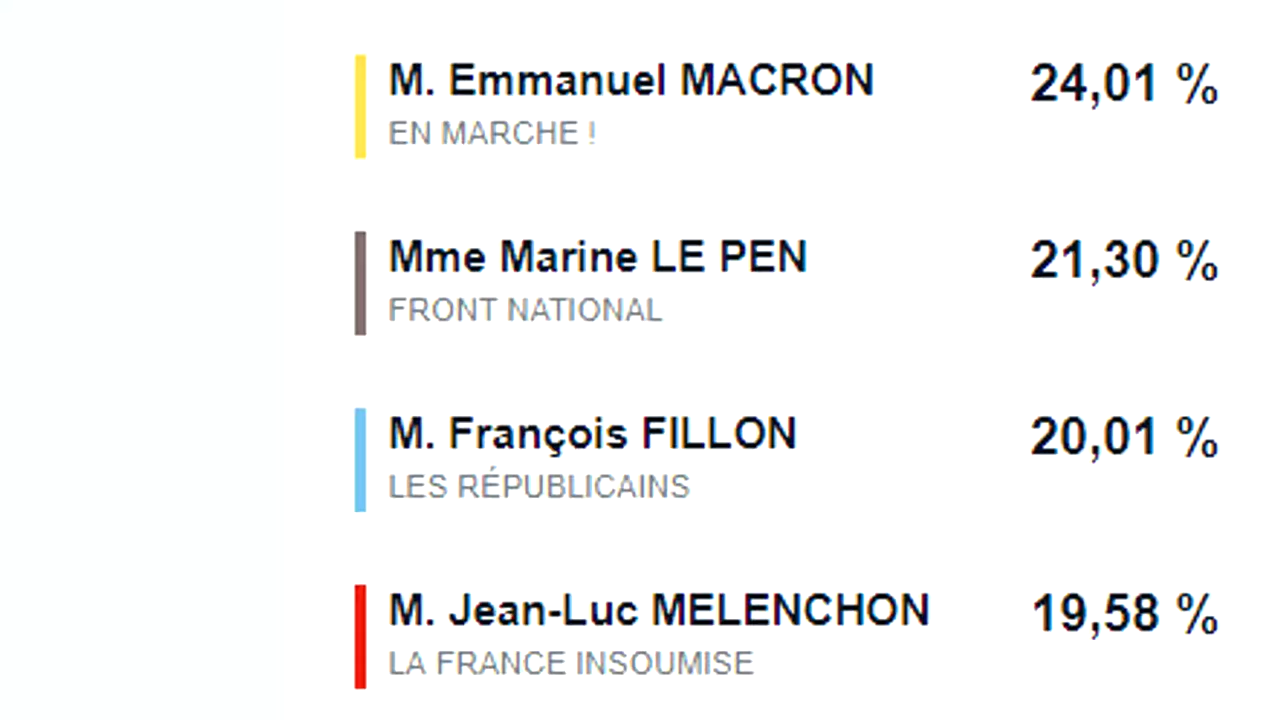 M. Emmanuel MACRON 24,01 %
EN MARCHE !
Mme Marine LE PEN 21,30 %
FRONT NATIONAL
M. François FILLON 20,01 %
LES RÉPUBLICAINS
M. Jean-Luc MELENCHON 19,58 %
LA FRANCE INSOUMISE